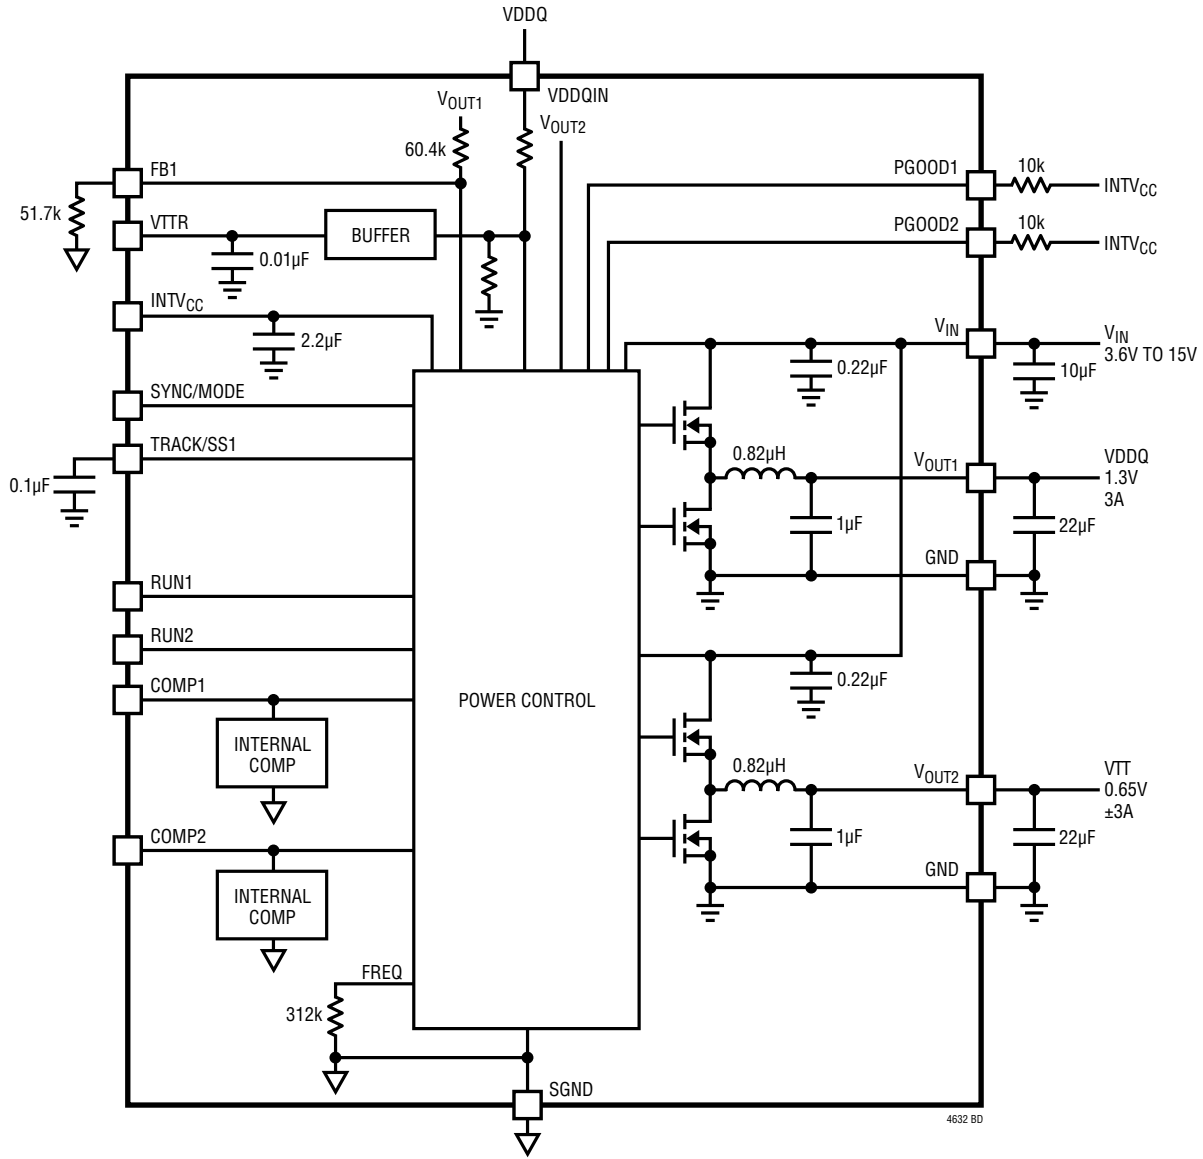 VDDQ
VDDQIN
VOUT1
VOUT2
60.4k
FB1
51.7k
VTTR
BUFFER
0.01µF
INTVCC
2.2µF
SYNC/MODE
TRACK/SS1
0.1µF
RUN1
RUN2
COMP1
INTERNAL
COMP
COMP2
INTERNAL
COMP
FREQ
312k
POWER CONTROL
SGND
PGOOD1
10k
INTVCC
PGOOD2
10k
INTVCC
VIN
VIN
3.6V TO 15V
0.22µF
10µF
0.82µH
VOUT1
VDDQ
1.3V
3A
1µF
22µF
GND
0.22µF
0.82µH
VOUT2
VTT
0.65V
±3A
1µF
22µF
GND
4632 BD